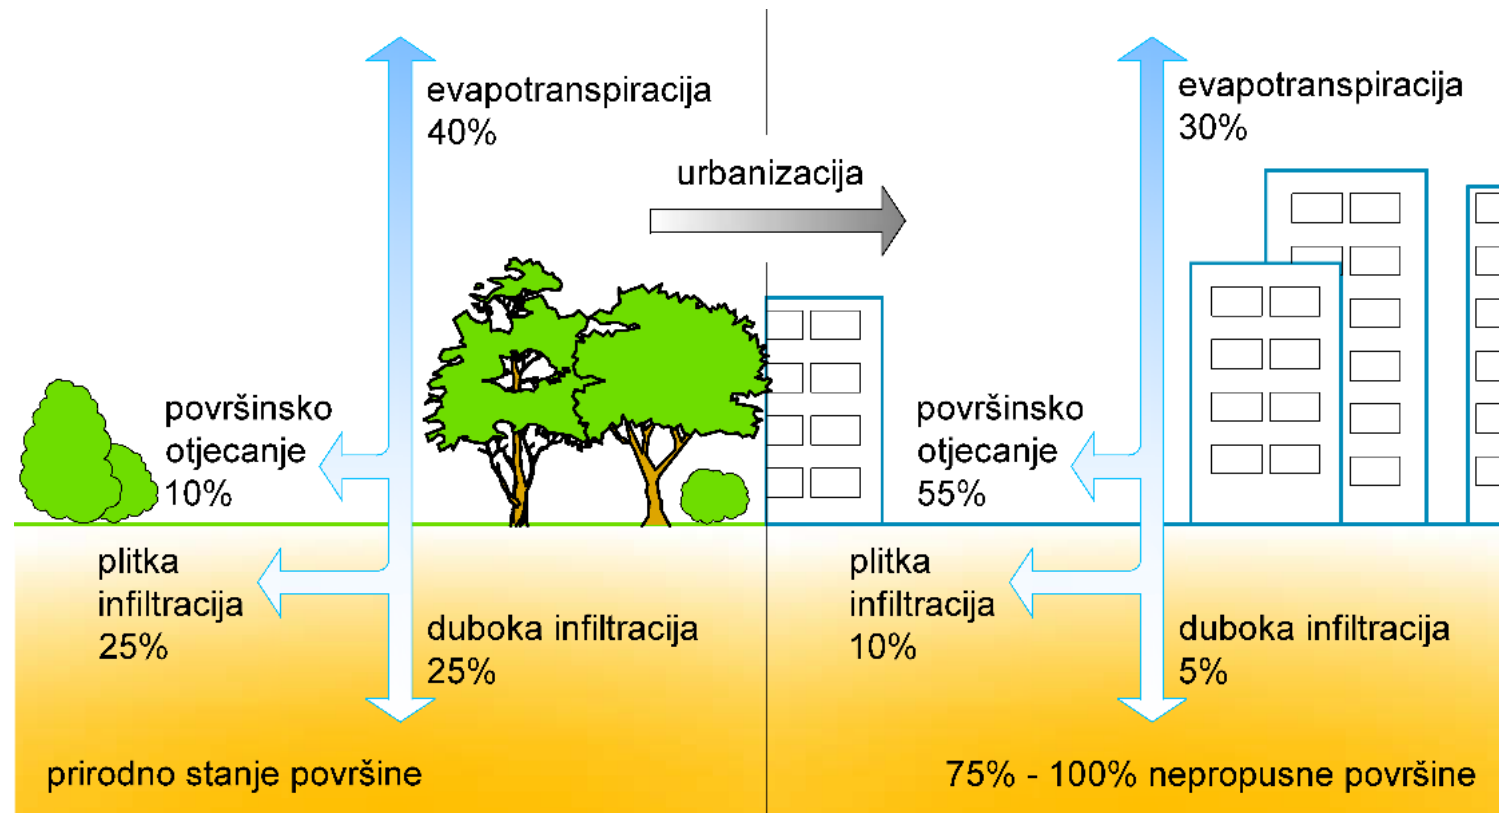 evapotranspiracija
40%
površinsko
otjecanje
10%
plitka
infiltracija
25%
duboka infiltracija
25%
prirodno stanje površine
urbanizacija
evapotranspiracija
30%
površinsko
otjecanje
55%
plitka
infiltracija
10%
duboka infiltracija
5%
75% - 100% nepropusne površine